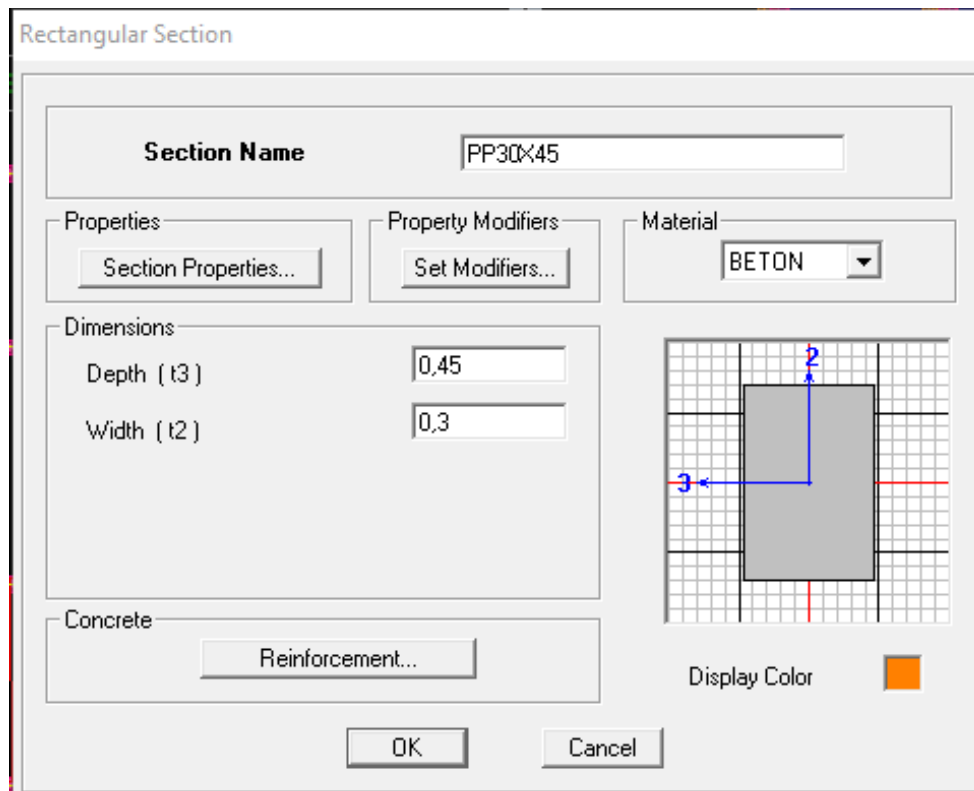 Rectangular Section
Section Name PP30X45
Properties Property Modifiers Material
Section Properties... Set Modifiers... BETON
Dimensions
Depth ( t3 ) 0,45
Width ( t2 ) 0,3
2
3
Concrete
Reinforcement...
Display Color
OK Cancel